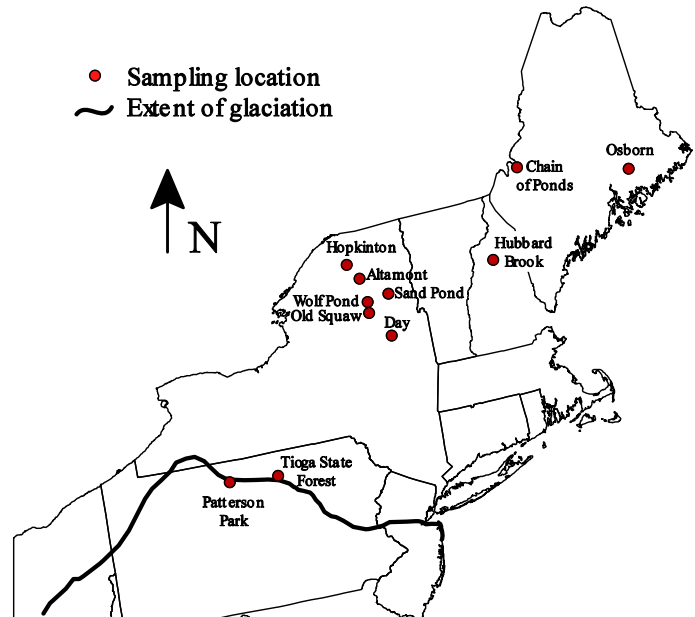 Sampling location
Extent of glaciation
N
Osborn
Chain
of Ponds
Hubbard
Brook
Hopkinton
Altamont
Sand Pond
Wolf Pond
Old Squaw
Day
Tioga State
Forest
Patterson
Park